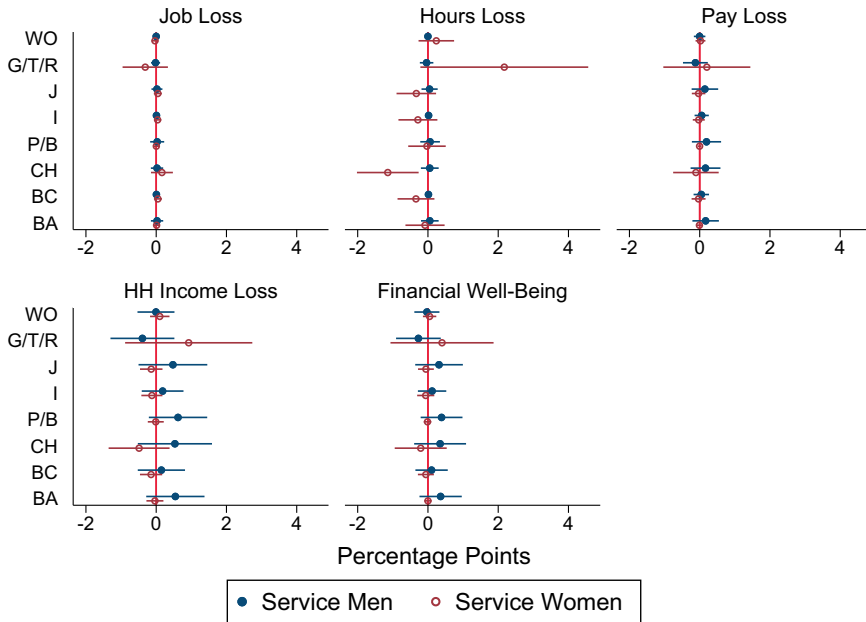 Job Loss
Hours Loss
Pay Loss
WO
G/T/R
J
I
P/B
CH
BC
BA
-2 0 2 4
-2 0 2 4
-2 0 2 4
HH Income Loss
Financial Well-Being
WO
G/T/R
J
I
P/B
CH
BC
BA
-2 0 2 4
-2 0 2 4
Percentage Points
Service Men Service Women